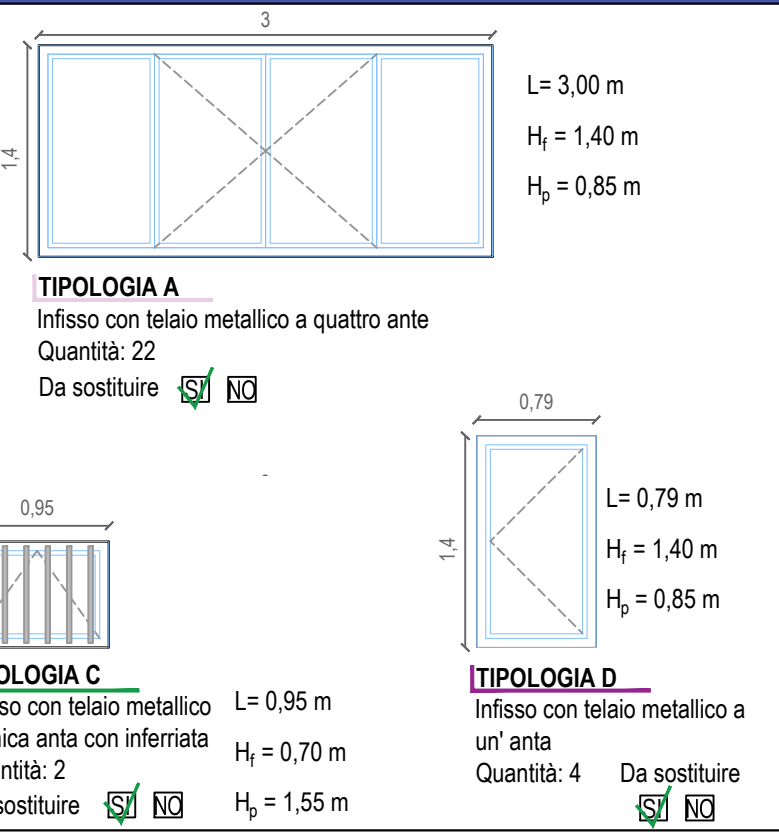 3
1,4
L= 3,00 m
Hf = 1,40 m
Hp = 0,85 m
TIPOLOGIA A
Infisso con telaio metallico a quattro ante
Quantità: 22
Da sostituire SI NO
0,95
OLOGIA C
so con telaio metallico
ica anta con inferriata
ntità: 2
sostituire SI NO
L= 0,95 m
Hf = 0,70 m
Hp = 1,55 m
0,79
1,4
L= 0,79 m
Hf = 1,40 m
Hp = 0,85 m
TIPOLOGIA D
Infisso con telaio metallico a
un' anta
Quantità: 4 Da sostituire
SI NO